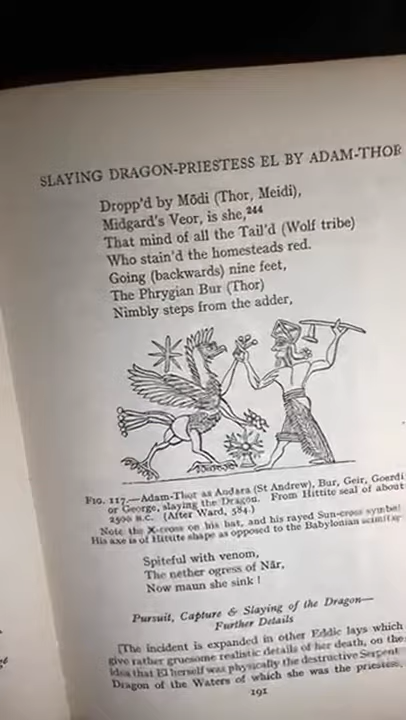 SLAYING DRAGON-PRIESTESS EL BY ADAM-THOR
Dropp'd by Mōdi (Thor, Meidi),
Midgard's Veor, is she,244
That mind of all the Tail'd (Wolf tribe)
Who stain'd the homesteads red.
Going (backwards) nine feet,
The Phrygian Bur (Thor)
Nimbly steps from the adder,
FIG. 117.—Adam-Thor as Andara (St Andrew), Bur, Geir, Goerdi
or George, slaying the Dragon. From Hittite seal of about
2500 B.C. (After Ward, 584.)
Note the X-cross on his hat, and his rayed Sun-cross symbol
His axe is of Hittite shape as opposed to the Babylonian scimitar
Spiteful with venom,
The nether ogress of Nār,
Now maun she sink !
Pursuit, Capture & Slaying of the Dragon—
Further Details
[The incident is expanded in other Eddic lays which
give rather gruesome realistic details of her death, on the
idea that El herself was physically the destructive Serpent
Dragon of the Waters of which she was the priestess,
191